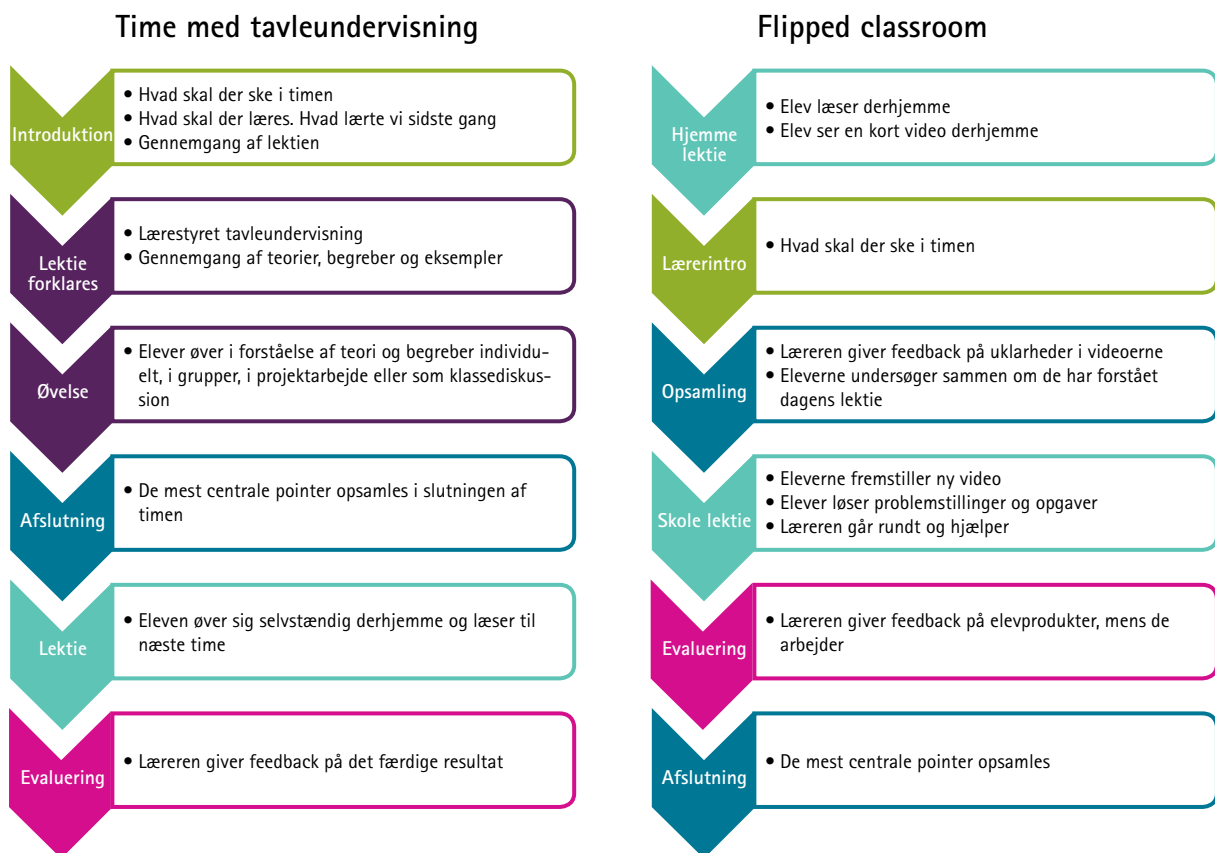 Time med tavleundervisning
Introduktion
• Hvad skal der ske i timen
• Hvad skal der læres. Hvad lærte vi sidste gang
• Gennemgang af lektien
Lektie
forklares
• Lærestyret tavleundervisning
• Gennemgang af teorier, begreber og eksempler
Øvelse
• Elever øver i forståelse af teori og begreber individu-
elt, i grupper, i projektarbejde eller som klassediskus-
sion
Afslutning
• De mest centrale pointer opsamles i slutningen af
timen
Lektie
• Eleven øver sig selvstændig derhjemme og læser til
næste time
Evaluering
• Læreren giver feedback på det færdige resultat
Flipped classroom
Hjemme
lektie
• Elev læser derhjemme
• Elev ser en kort video derhjemme
Lærerintro
• Hvad skal der ske i timen
Opsamling
• Læreren giver feedback på uklarheder i videoerne
• Eleverne undersøger sammen om de har forstået
dagens lektie
Skole lektie
• Eleverne fremstiller ny video
• Elever løser problemstillinger og opgaver
• Læreren går rundt og hjælper
Evaluering
• Læreren giver feedback på elevprodukter, mens de
arbejder
Afslutning
• De mest centrale pointer opsamles